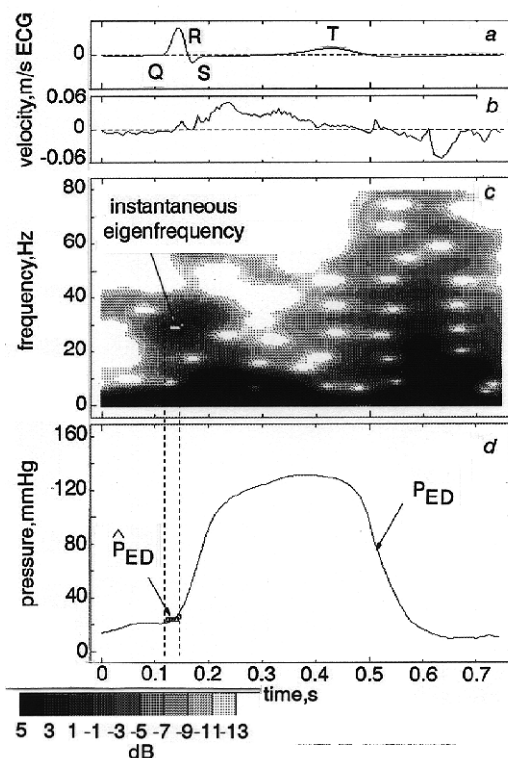 a
R
T
0
Q
S
velocity,m/s ECG
b
0.06
0
-0.06
c
80
60
40
20
0
frequency,Hz
instantaneous
eigenfrequency
d
160
120
80
40
20
0
pressure,mmHg
P̂ED
PED
0 0.1 0.2 0.3 0.4 0.5 0.6 0.7
time,s
5 3 1 -1 -3 -5 -7 -9 -11 -13
dB